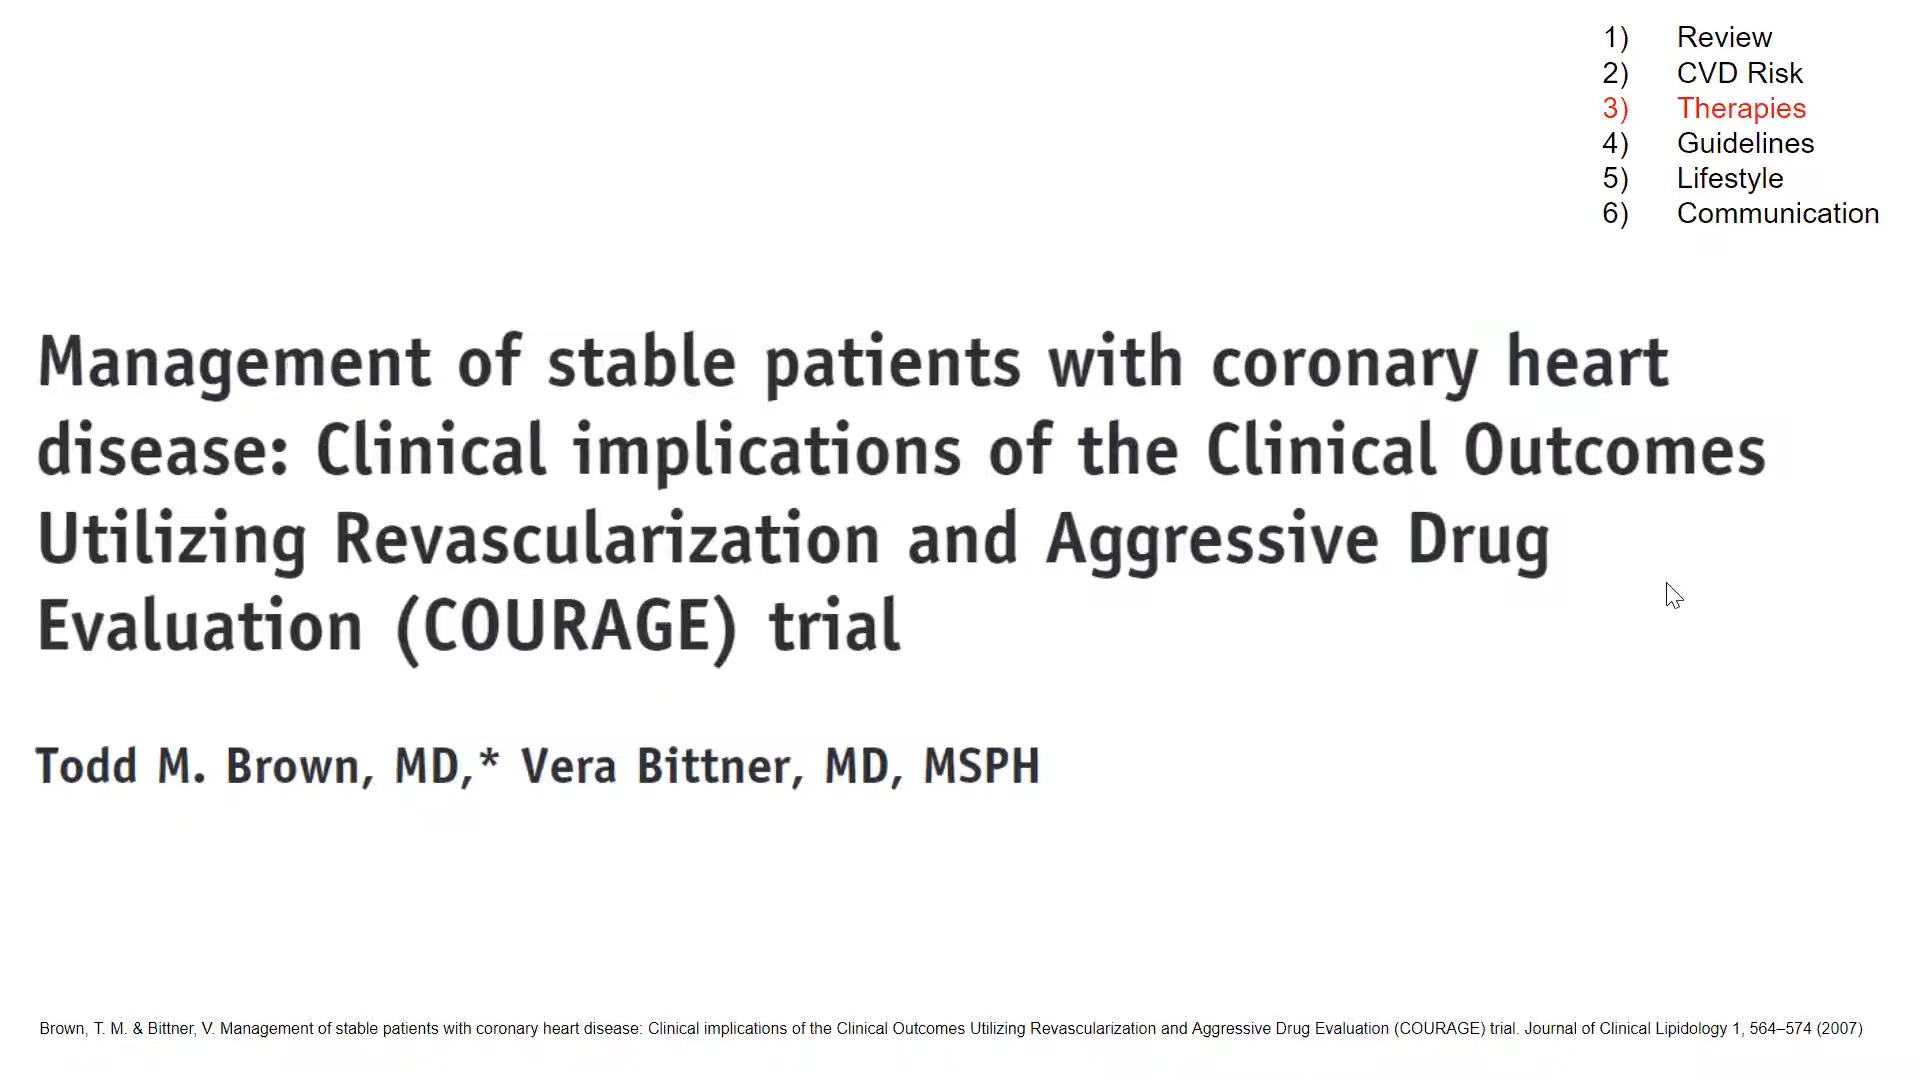 1) Review
2) CVD Risk
3) Therapies
4) Guidelines
5) Lifestyle
6) Communication
Management of stable patients with coronary heart
disease: Clinical implications of the Clinical Outcomes
Utilizing Revascularization and Aggressive Drug
Evaluation (COURAGE) trial
Todd M. Brown, MD,* Vera Bittner, MD, MSPH
Brown, T. M. & Bittner, V. Management of stable patients with coronary heart disease: Clinical implications of the Clinical Outcomes Utilizing Revascularization and Aggressive Drug Evaluation (COURAGE) trial. Journal of Clinical Lipidology 1, 564–574 (2007)